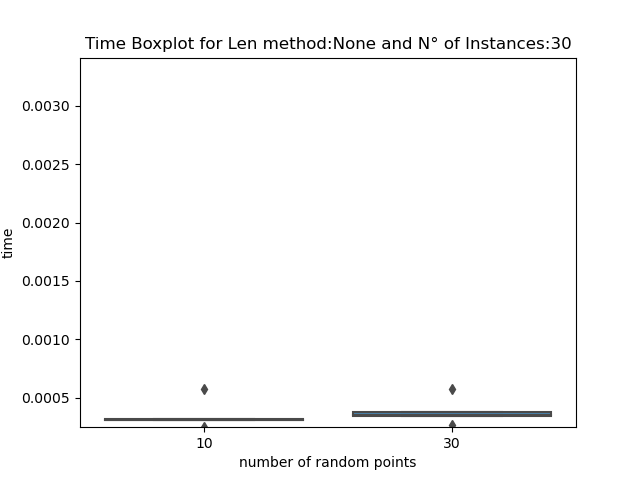 Time Boxplot for Len method:None and N° of Instances:30
0.0030
0.0025
0.0020
0.0015
0.0010
0.0005
time
10 30
number of random points